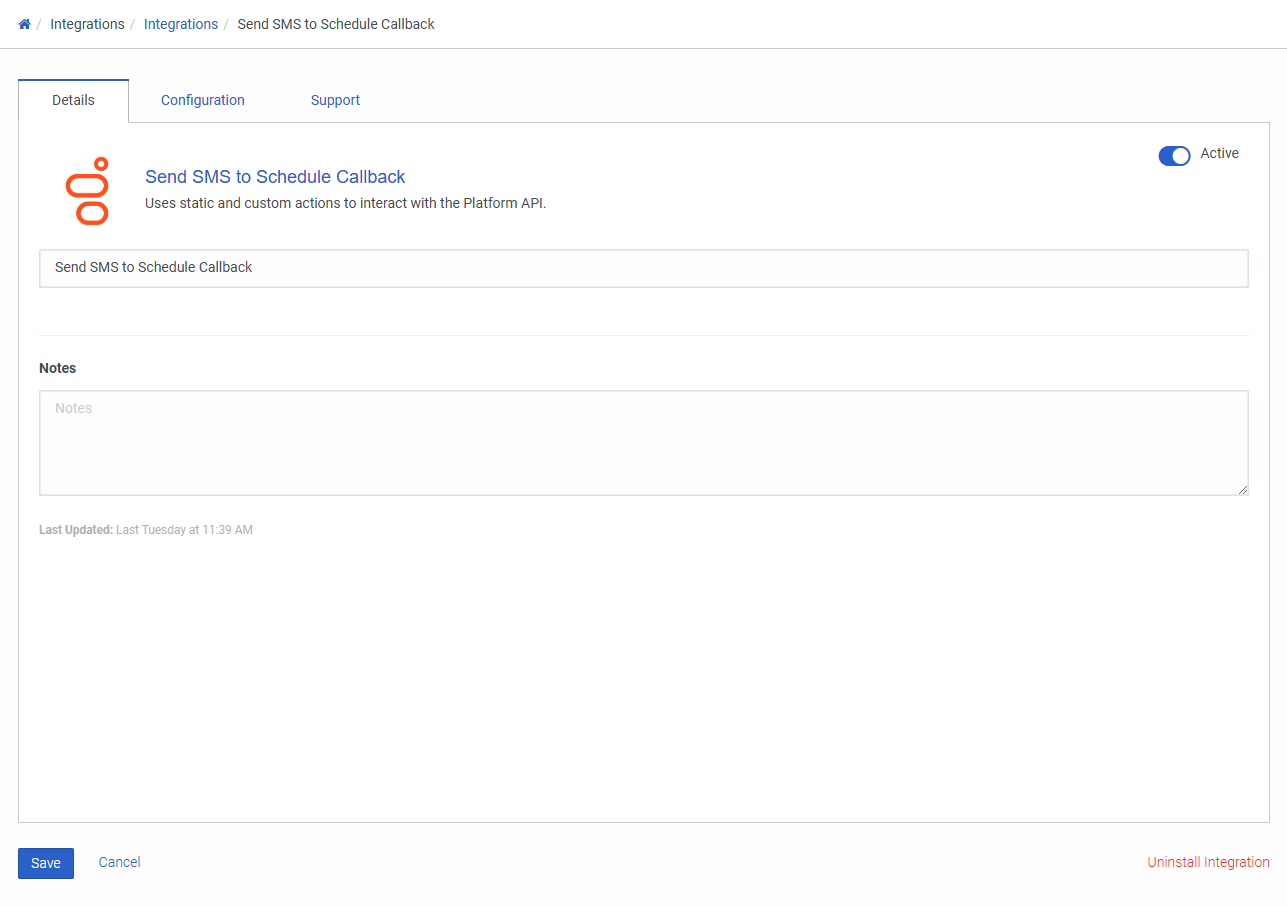 / Integrations / Integrations / Send SMS to Schedule Callback
Details Configuration Support
Active
Send SMS to Schedule Callback
Uses static and custom actions to interact with the Platform API.
Send SMS to Schedule Callback
Notes
Notes
Last Updated: Last Tuesday at 11:39 AM
Save Cancel Uninstall Integration